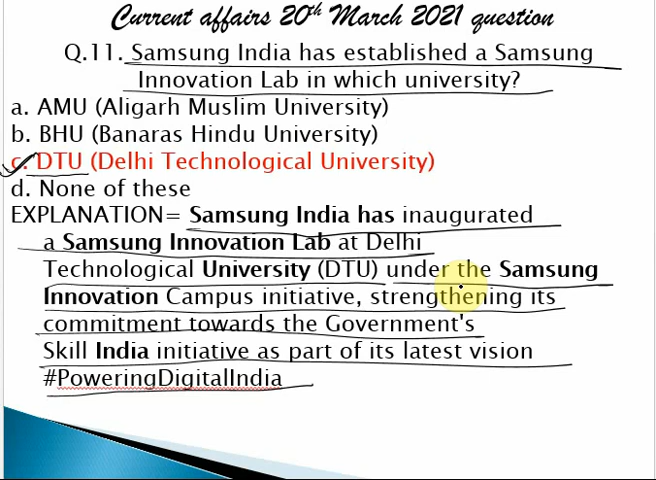 Current affairs 20th March 2021 question
Q.11. Samsung India has established a Samsung
Innovation Lab in which university?
a. AMU (Aligarh Muslim University)
b. BHU (Banaras Hindu University)
c. DTU (Delhi Technological University)
d. None of these
EXPLANATION= Samsung India has inaugurated
a Samsung Innovation Lab at Delhi
Technological University (DTU) under the Samsung
Innovation Campus initiative, strengthening its
commitment towards the Government's
Skill India initiative as part of its latest vision
#PoweringDigitalIndia